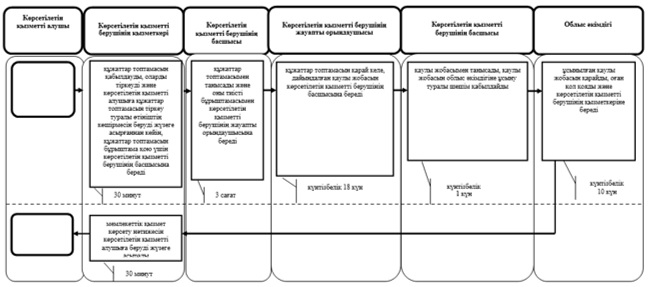 Көрсетілетін
қызметті алушы
Көрсетілетін қызметті
берушінің қызметкері
Көрсетілетін
қызметті берушінің
басшысы
Көрсетілетін қызметті берушінің
жауапты орындаушысы
Көрсетілетін қызметті
берушінің басшысы
Облыс әкімдігі
құжаттар топтамасын
қабылдауды, оларды
тіркеуді және
көрсетілетін қызметті
алушыға құжаттар
топтамасын тіркеу
туралы өтініштің
көшірмесін беруді жүзеге
асырғаннан кейін,
құжаттар топтамасын
бұрыштама қою үшін
көрсетілетін қызметті
берушінің басшысына
береді
30 минут
құжаттар
топтамасымен
танысады және
оны тиісті
бұрыштамасымен
көрсетілетін
қызметті
берушінің жауапты
орындаушысына
береді
3 сағат
құжаттар топтамасын қарай келе,
дайындалған қаулы жобасын
көрсетілетін қызметті берушінің
басшысына береді
күнтізбелік 18 күн
қаулы жобасымен танысады, қаулы
жобасын облыс әкімдігіне ұсыну
туралы шешім қабылдайды
күнтізбелік
1 күн
ұсынылған қаулы
жобасын қарайды, оған
қол қояды және
көрсетілетін қызметті
берушінің қызметкеріне
береді
күнтізбелік
10 күн
мемлекеттік қызмет
көрсету нәтижесін
көрсетілетін қызметті
алушыға беруді жүзеге
30 минут